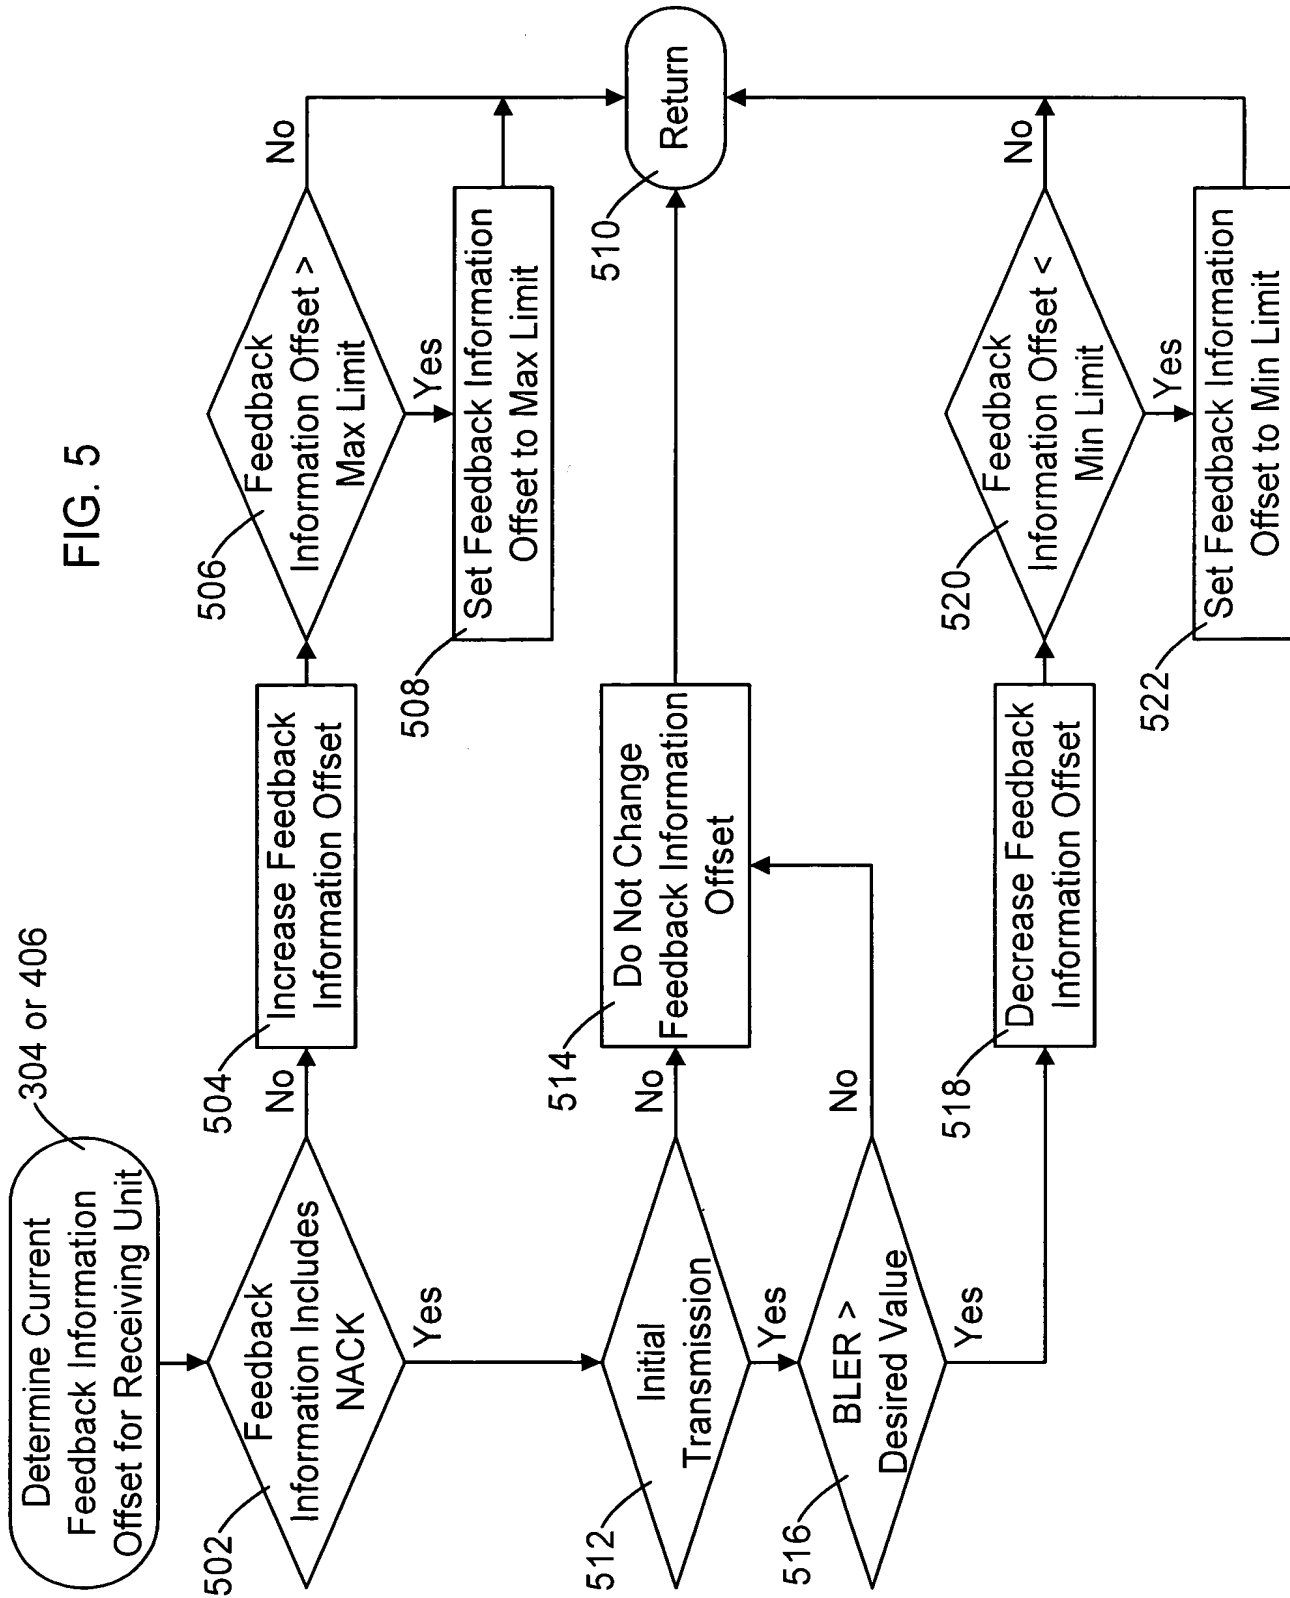 FIG. 5
304 or 406
Determine Current
Feedback Information
Offset for Receiving Unit
502
Feedback
Information Includes
NACK
No
Yes
504
Increase Feedback
Information Offset
506
Feedback
Information Offset >
Max Limit
No
Yes
508
Set Feedback Information
Offset to Max Limit
510
Return
512
Initial
Transmission
No
Yes
514
Do Not Change
Feedback Information
Offset
516
BLER >
Desired Value
No
Yes
518
Decrease Feedback
Information Offset
520
Feedback
Information Offset <
Min Limit
No
Yes
522
Set Feedback Information
Offset to Min Limit